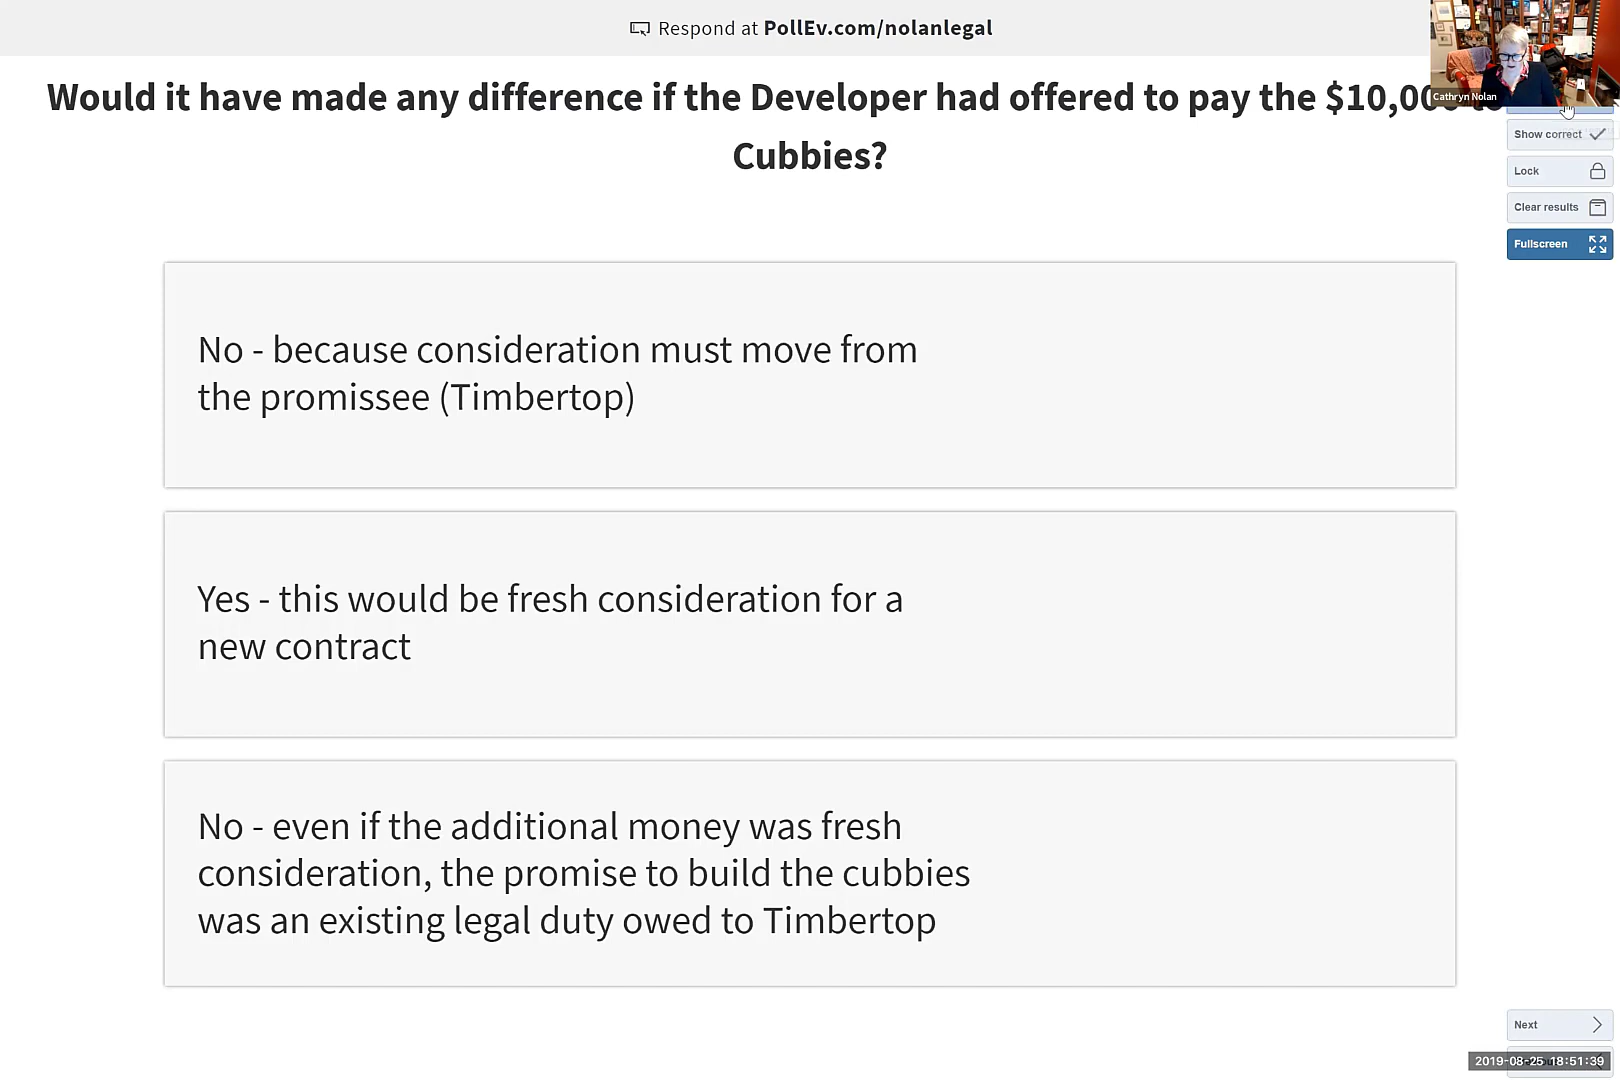 Respond at PollEv.com/nolanlegal
Would it have made any difference if the Developer had offered to pay the $10,000
Cubbies?
Cathryn Nolan
Show correct
Lock
Clear results
Fullscreen
No - because consideration must move from
the promissee (Timbertop)
Yes - this would be fresh consideration for a
new contract
No - even if the additional money was fresh
consideration, the promise to build the cubbies
was an existing legal duty owed to Timbertop
Next
2019-08-25 18:51:39